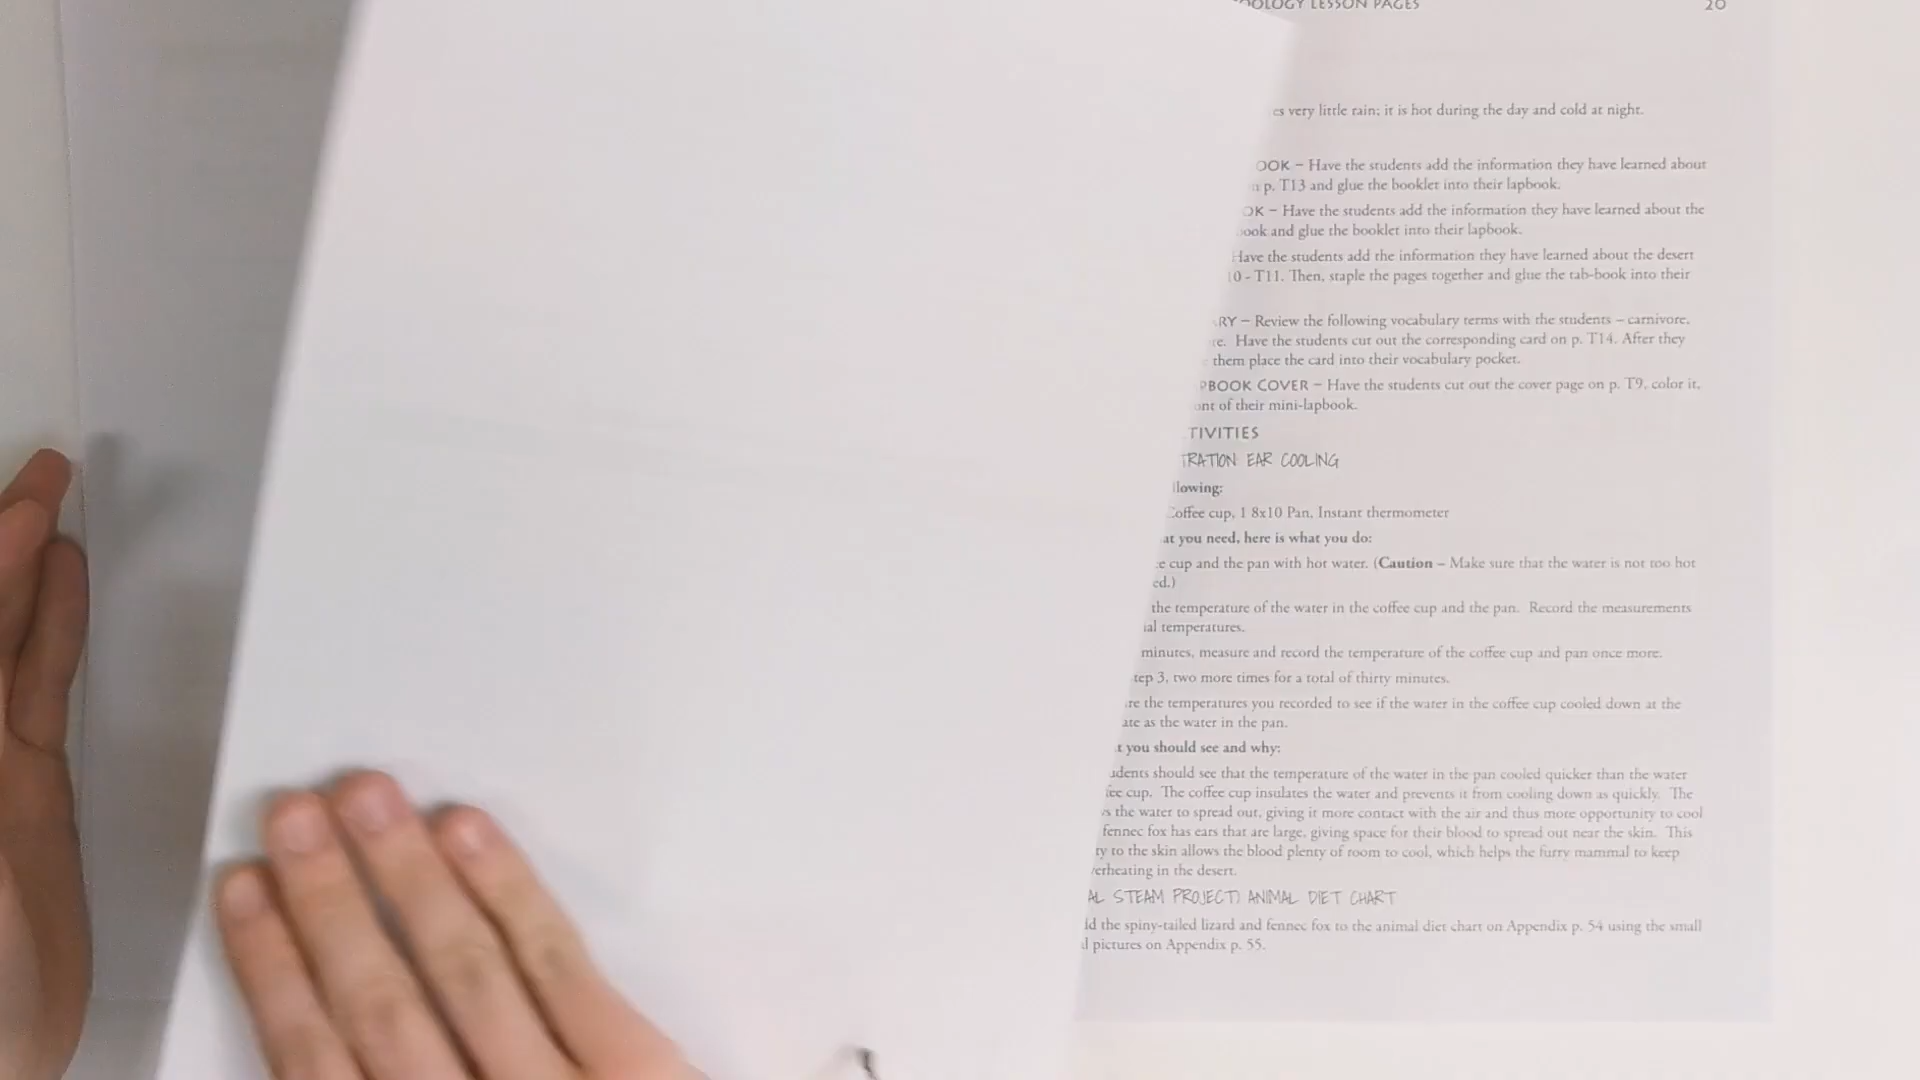 OLOGY LESSON PAGES 20
es very little rain; it is hot during the day and cold at night.
OOK – Have the students add the information they have learned about
n p. T13 and glue the booklet into their lapbook.
OK – Have the students add the information they have learned about the
ook and glue the booklet into their lapbook.
Have the students add the information they have learned about the desert
0 - T11. Then, staple the pages together and glue the tab-book into their
RY – Review the following vocabulary terms with the students – carnivore,
e. Have the students cut out the corresponding card on p. T14. After they
them place the card into their vocabulary pocket.
PBOOK COVER – Have the students cut out the cover page on p. T9, color it,
ont of their mini-lapbook.
TIVITIES
TRATION EAR COOLING
llowing:
Coffee cup, 1 8x10 Pan, Instant thermometer
at you need, here is what you do:
e cup and the pan with hot water. (Caution – Make sure that the water is not too hot
ed.)
the temperature of the water in the coffee cup and the pan. Record the measurements
ial temperatures.
minutes, measure and record the temperature of the coffee cup and pan once more.
tep 3, two more times for a total of thirty minutes.
re the temperatures you recorded to see if the water in the coffee cup cooled down at the
ate as the water in the pan.
t you should see and why:
udents should see that the temperature of the water in the pan cooled quicker than the water
fee cup. The coffee cup insulates the water and prevents it from cooling down as quickly. The
s the water to spread out, giving it more contact with the air and thus more opportunity to cool
fennec fox has ears that are large, giving space for their blood to spread out near the skin. This
ty to the skin allows the blood plenty of room to cool, which helps the furry mammal to keep
verheating in the desert.
AL STEAM PROJECT) ANIMAL DIET CHART
dd the spiny-tailed lizard and fennec fox to the animal diet chart on Appendix p. 54 using the small
d pictures on Appendix p. 55.